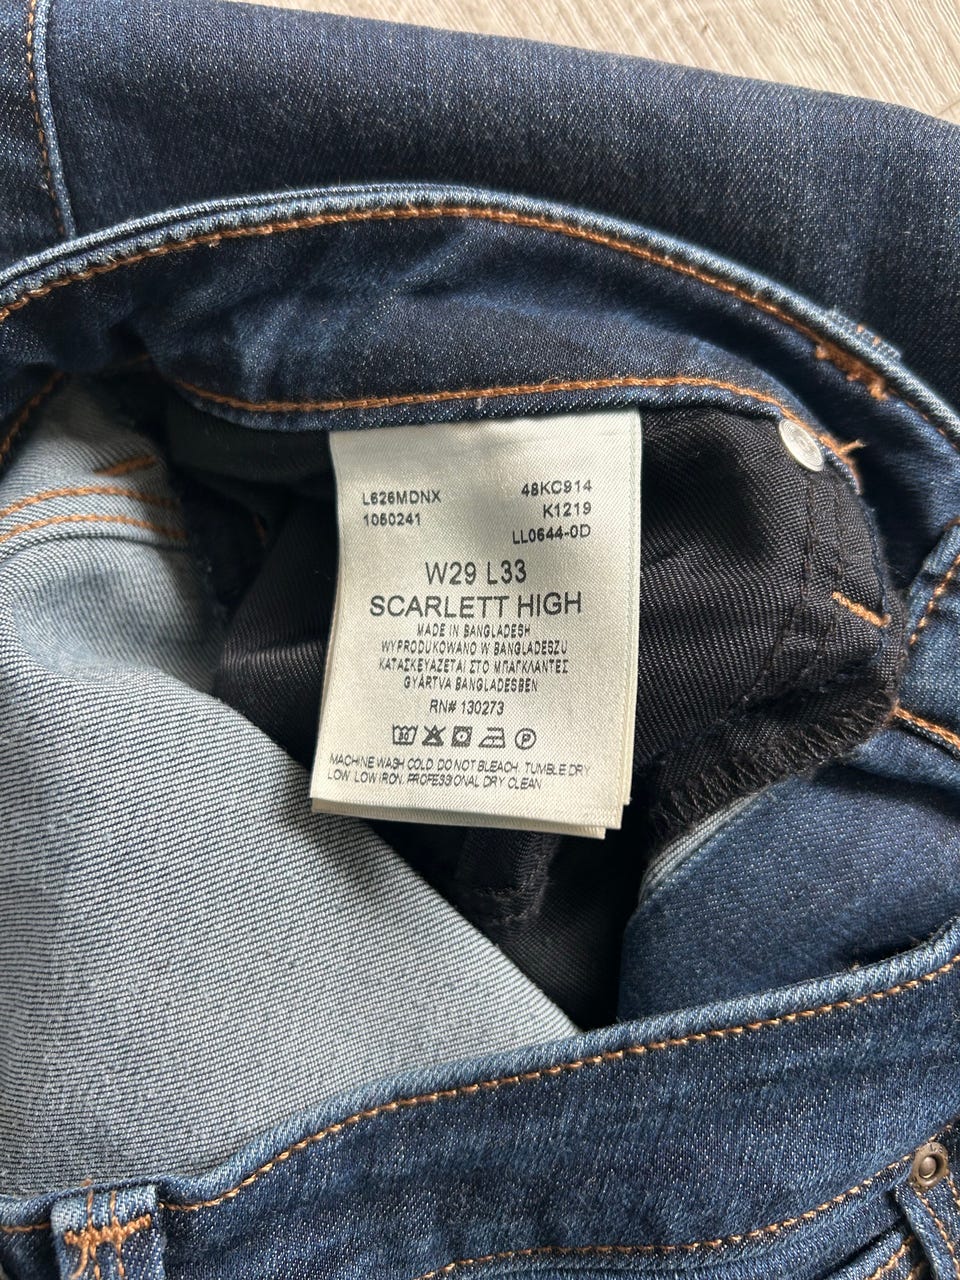 L626MDNX 48KC914
1050241 K1219
LL0644-0D
W29 L33
SCARLETT HIGH
MADE IN BANGLADESH
WYPRODUKOWANO W BANGLADESZU
ΚΑΤΑΣΚΕΥΑΖΕΤΑΙ ΣΤΟ ΜΠΑΓΚΛΑΝΤΕΣ
GYÁRTVA BANGLADESBEN
RN# 130273
MACHINE WASH COLD. DO NOT BLEACH. TUMBLE DRY
LOW. LOW IRON. PROFESSIONAL DRY CLEAN